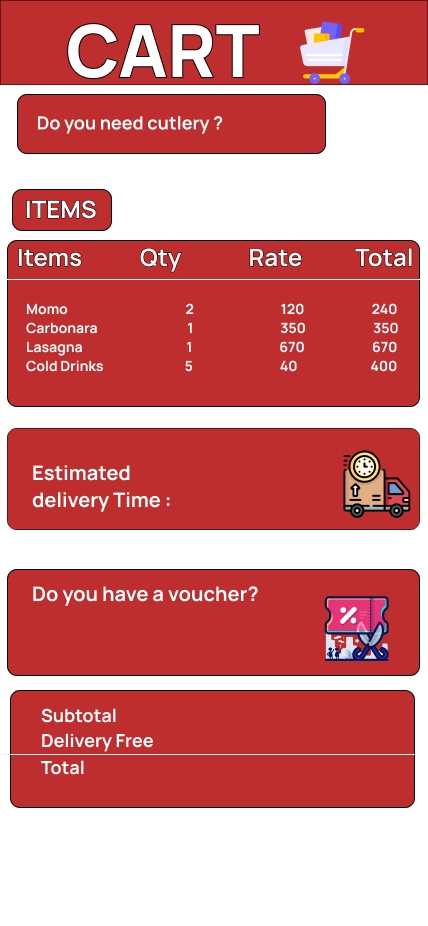 CART
Do you need cutlery ?
ITEMS
Items Qty Rate Total
Momo 2 120 240
Carbonara 1 350 350
Lasagna 1 670 670
Cold Drinks 5 40 400
Estimated
delivery Time :
Do you have a voucher?
Subtotal
Delivery Free
Total